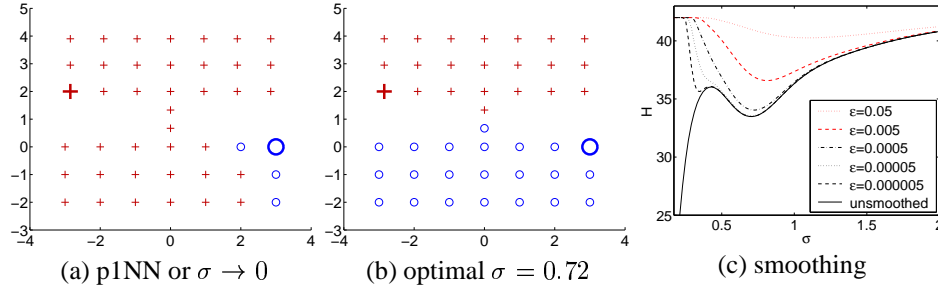 5
4
3
2
1
0
−1
−2
−3
−4 −2 0 2 4
(a) p1NN or σ → 0
5
4
3
2
1
0
−1
−2
−3
−4 −2 0 2 4
(b) optimal σ = 0.72
H
40
35
30
25
0.5 1 1.5 2
σ
ε=0.05
ε=0.005
ε=0.0005
ε=0.00005
ε=0.000005
unsmoothed
(c) smoothing